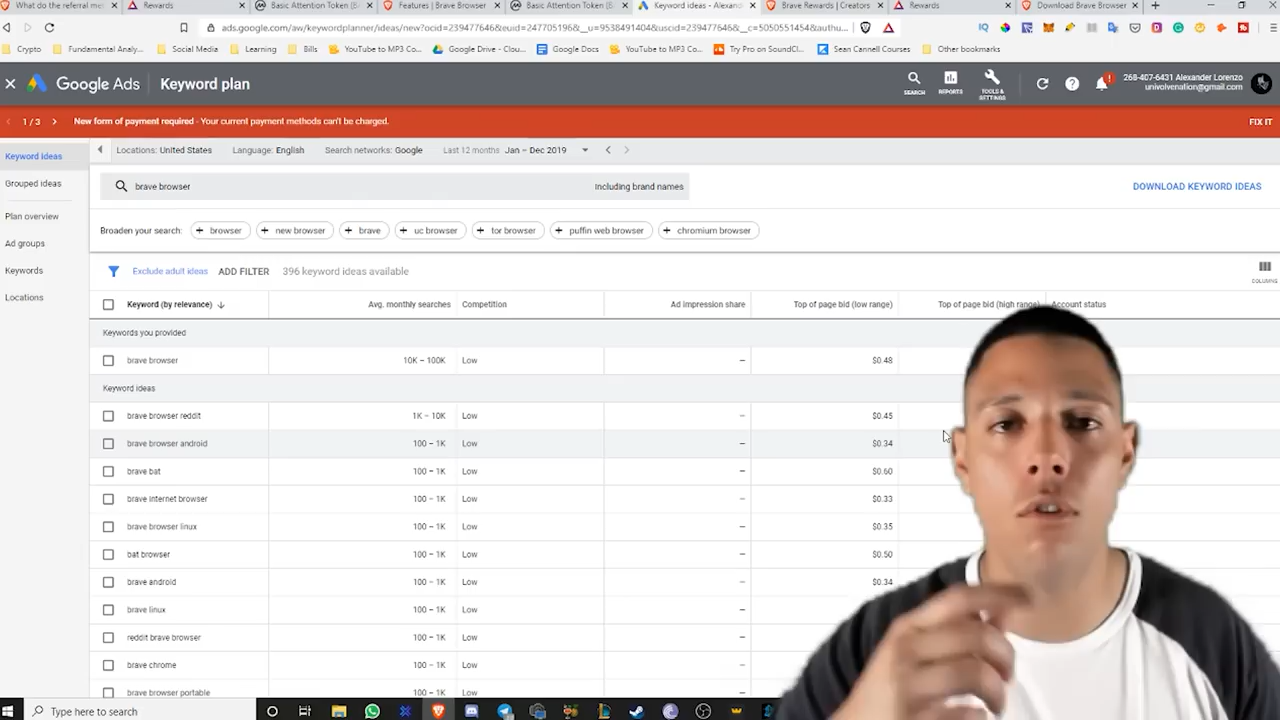 What do the referral me
Rewards
Basic Attention Token (B
Features | Brave Browser
Basic Attention Token (B
Keyword ideas - Alexand
Brave Rewards | Creators
Rewards
Download Brave Browser
ads.google.com/aw/keywordplanner/ideas/new?ocid=239477646&euid=247705196&__u=9538491404&uscid=239477646&__c=5050551454&authu...
Crypto
Fundamental Analy...
Social Media
Learning
Bills
YouTube to MP3 Co...
Google Drive - Clou...
Google Docs
YouTube to MP3 Co...
Try Pro on SoundCl...
Sean Cannell Courses
Other bookmarks
Google Ads
Keyword plan
SEARCH
REPORTS
TOOLS &
SETTINGS
268-407-6431 Alexander Lorenzo
univolvenation@gmail.com
1 / 3
New form of payment required - Your current payment methods can't be charged.
FIX IT
Keyword ideas
Grouped ideas
Plan overview
Ad groups
Keywords
Locations
Locations: United States
Language: English
Search networks: Google
Last 12 months
Jan – Dec 2019
brave browser
Including brand names
DOWNLOAD KEYWORD IDEAS
Broaden your search:
+ browser
+ new browser
+ brave
+ uc browser
+ tor browser
+ puffin web browser
+ chromium browser
Exclude adult ideas
ADD FILTER
396 keyword ideas available
COLUMNS
Keyword (by relevance)
Avg. monthly searches
Competition
Ad impression share
Top of page bid (low range)
Top of page bid (high range)
Account status
Keywords you provided
brave browser 10K – 100K Low – $0.48
Keyword ideas
brave browser reddit 1K – 10K Low – $0.45
brave browser android 100 – 1K Low – $0.34
brave bat 100 – 1K Low – $0.60
brave internet browser 100 – 1K Low – $0.33
brave browser linux 100 – 1K Low – $0.35
bat browser 100 – 1K Low – $0.50
brave android 100 – 1K Low – $0.34
brave linux 100 – 1K Low
reddit brave browser 100 – 1K Low
brave chrome 100 – 1K Low
brave browser portable 100 – 1K Low
Type here to search